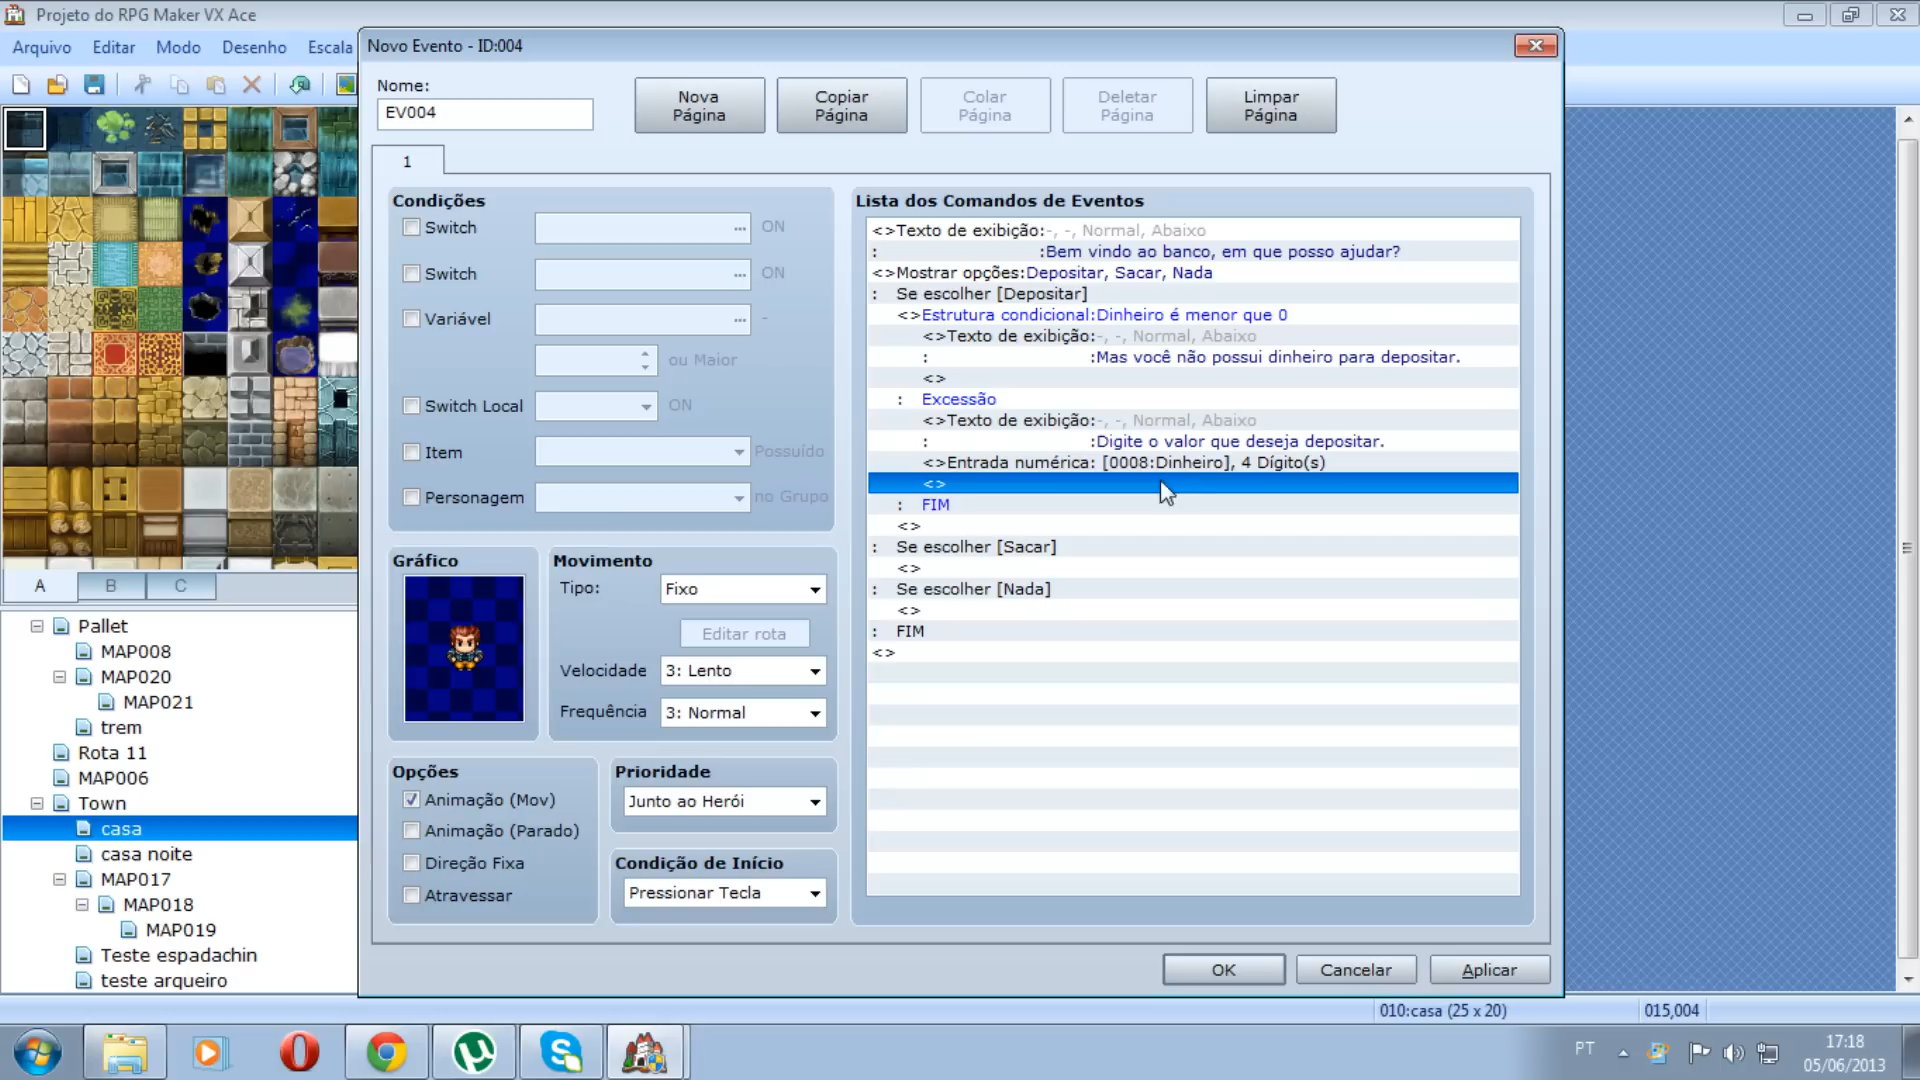 Projeto do RPG Maker VX Ace
Arquivo Editar Modo Desenho Escala
Novo Evento - ID:004
Nome:
EV004
Nova Página
Copiar Página
Colar Página
Deletar Página
Limpar Página
1
Condições
Switch ... ON
Switch ... ON
Variável ... -
ou Maior
Switch Local ON
Item Possuído
Personagem no Grupo
Gráfico
Movimento
Tipo: Fixo
Editar rota
Velocidade 3: Lento
Frequência 3: Normal
Opções
Animação (Mov)
Animação (Parado)
Direção Fixa
Atravessar
Prioridade
Junto ao Herói
Condição de Início
Pressionar Tecla
Lista dos Comandos de Eventos
<>Texto de exibição:-, -, Normal, Abaixo
: :Bem vindo ao banco, em que posso ajudar?
<>Mostrar opções:Depositar, Sacar, Nada
: Se escolher [Depositar]
<>Estrutura condicional:Dinheiro é menor que 0
<>Texto de exibição:-, -, Normal, Abaixo
: :Mas você não possui dinheiro para depositar.
<>
: Excessão
<>Texto de exibição:-, -, Normal, Abaixo
: :Digite o valor que deseja depositar.
<>Entrada numérica: [0008:Dinheiro], 4 Dígito(s)
<>
: FIM
<>
: Se escolher [Sacar]
<>
: Se escolher [Nada]
<>
: FIM
<>
OK Cancelar Aplicar
A B C
Pallet
MAP008
MAP020
MAP021
trem
Rota 11
MAP006
Town
casa
casa noite
MAP017
MAP018
MAP019
Teste espadachin
teste arqueiro
010:casa (25 x 20) 015,004
PT 17:18
05/06/2013